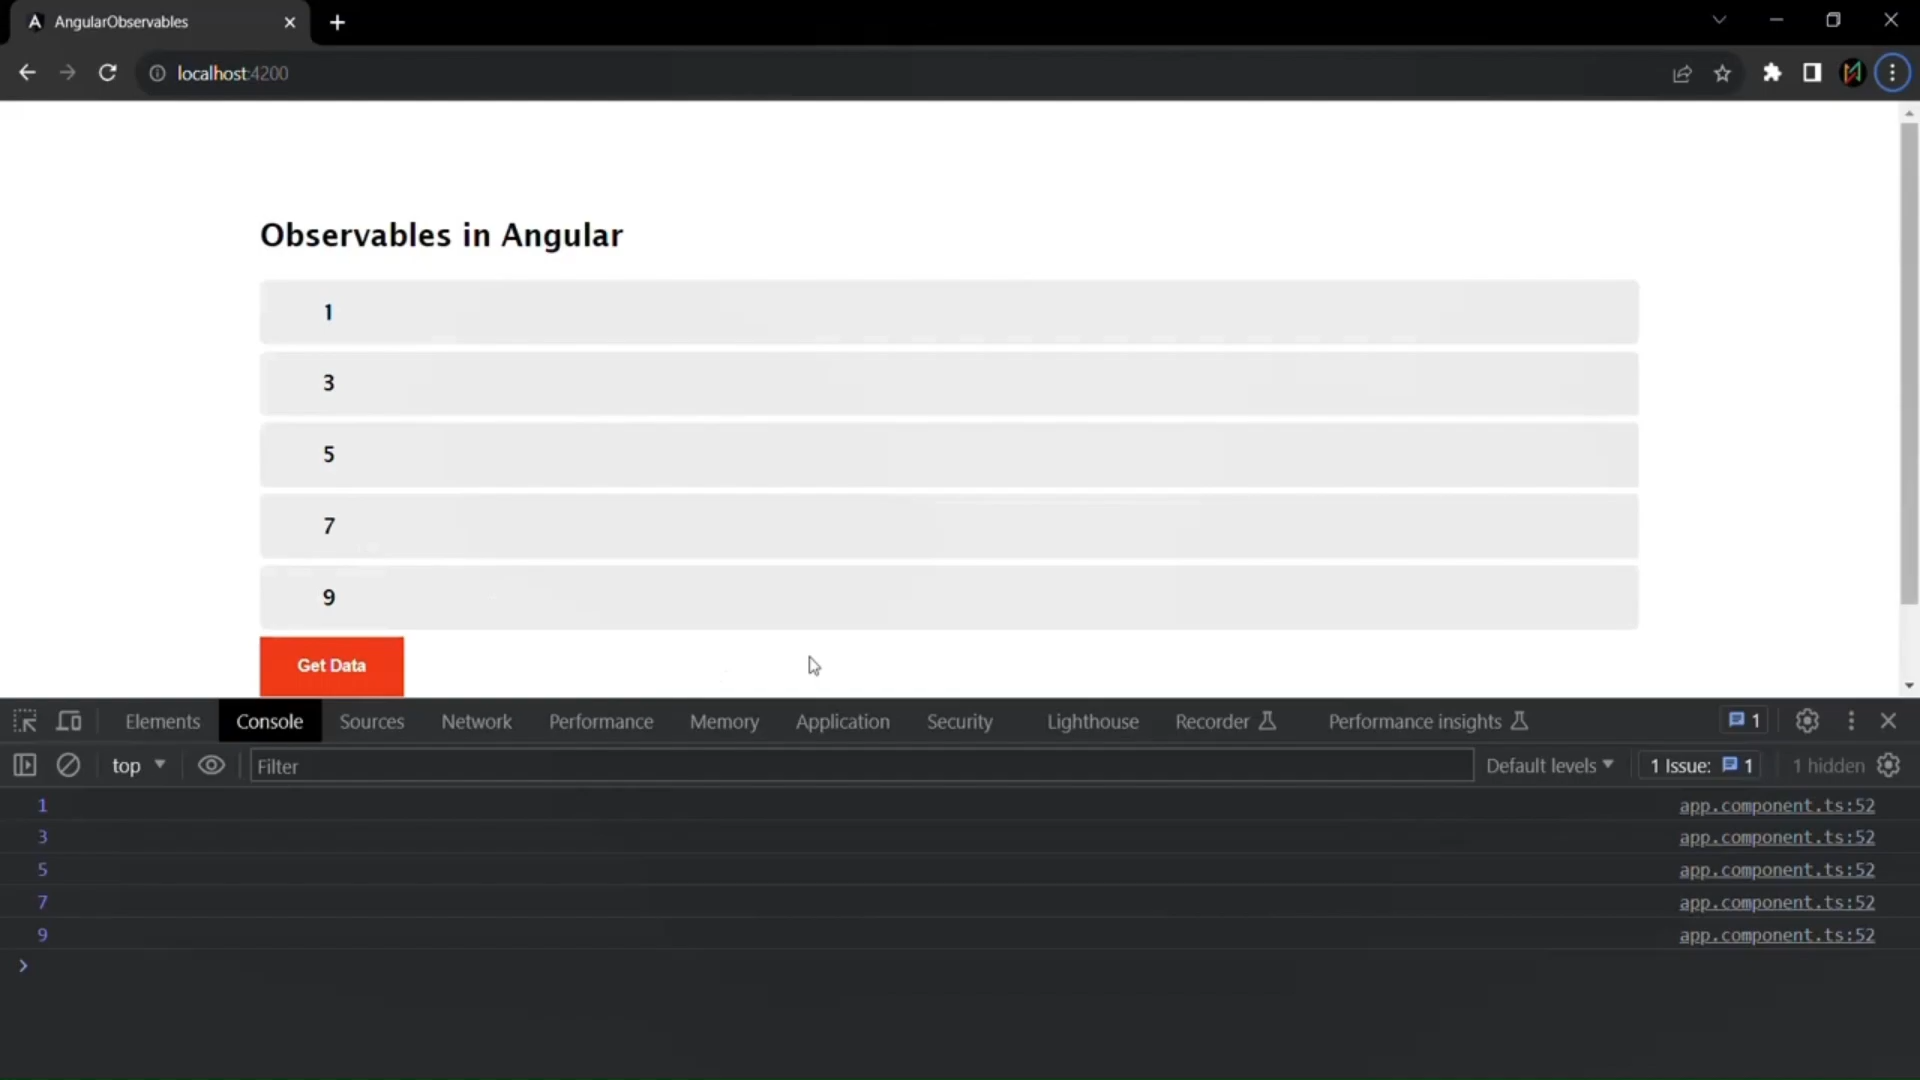 AngularObservables
localhost:4200
Observables in Angular
1
3
5
7
9
Get Data
Elements Console Sources Network Performance Memory Application Security Lighthouse Recorder Performance insights 1
top Filter Default levels 1 Issue: 1 1 hidden
1 app.component.ts:52
3 app.component.ts:52
5 app.component.ts:52
7 app.component.ts:52
9 app.component.ts:52